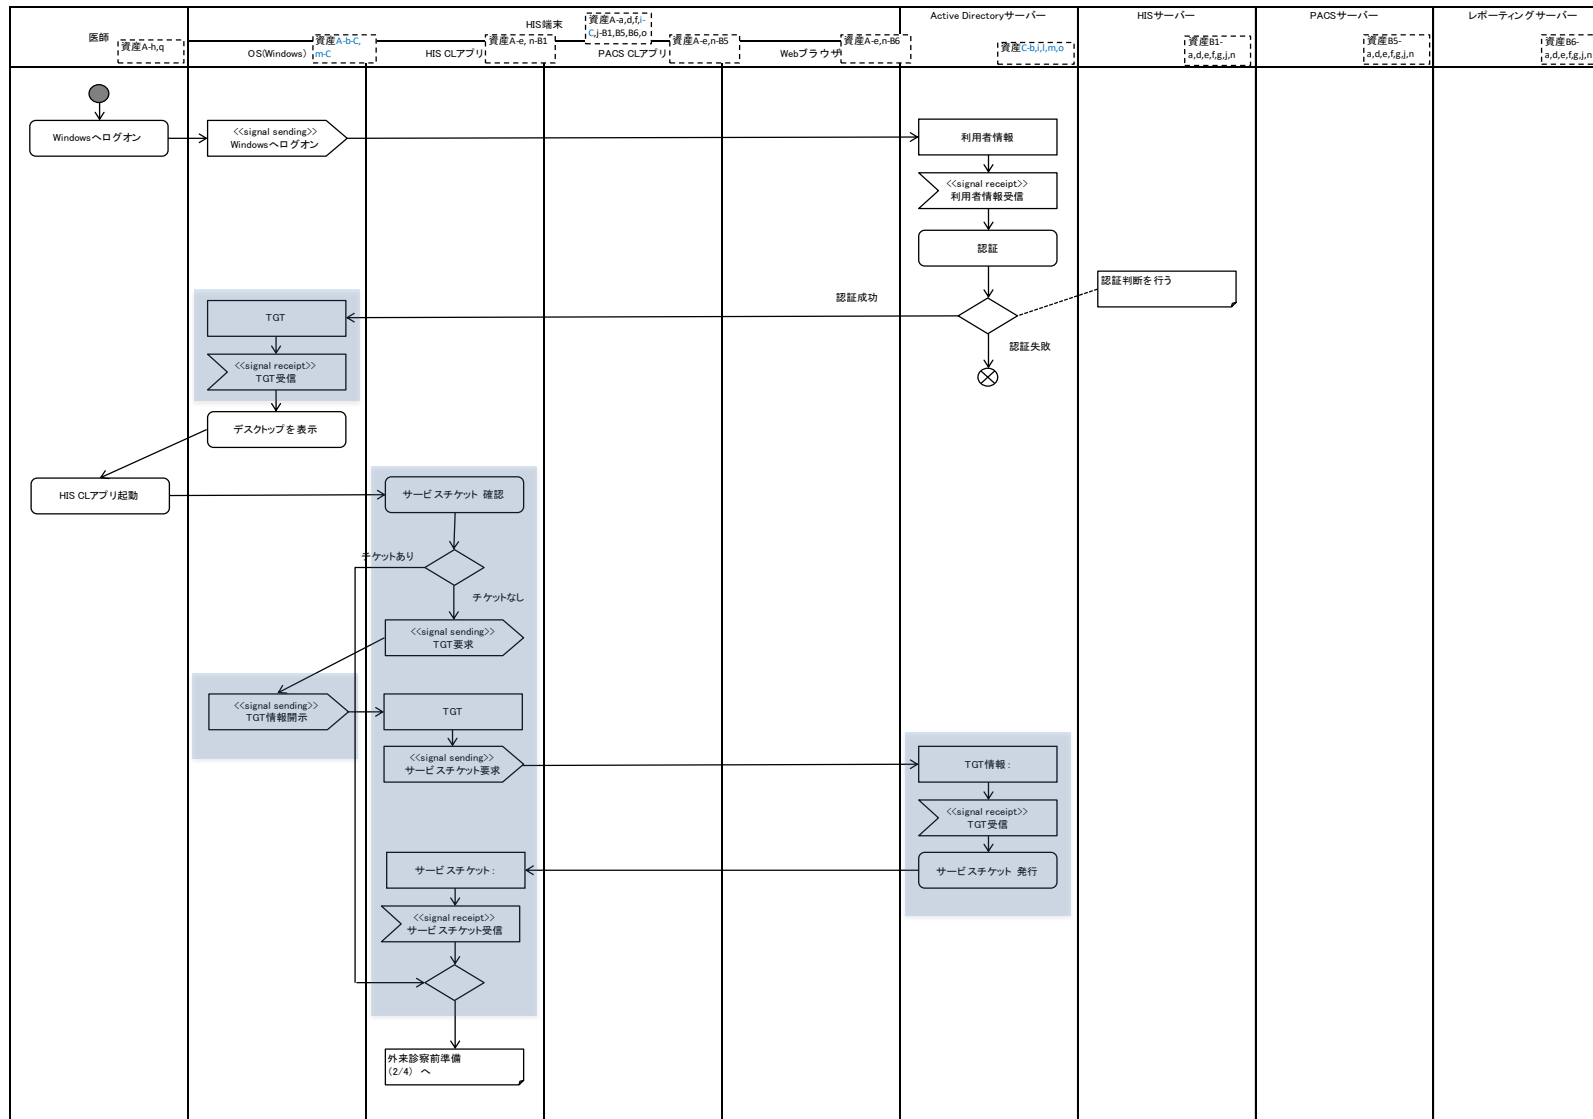 医師
資産A-h,q
HIS端末
資産A-a,d,f,i-
C,j-B1,B5,B6,o
OS(Windows)
資産A-b-C,
m-C
HIS CLアプリ
資産A-e, n-B1
PACS CLアプリ
資産A-e,n-B5
Webブラウザ
資産A-e,n-B6
Active Directoryサーバー
資産C-b,i,l,m,o
HISサーバー
資産B1-
a,d,e,f,g,j,n
PACSサーバー
資産B5-
a,d,e,f,g,j,n
レポーティングサーバー
資産B6-
a,d,e,f,g,j,n
Windowsへログオン
<<signal sending>>
Windowsへログオン
利用者情報
<<signal receipt>>
利用者情報受信
認証
認証判断を行う
認証成功
認証失敗
TGT
<<signal receipt>>
TGT受信
デスクトップを表示
HIS CLアプリ起動
サービスチケット 確認
チケットあり
チケットなし
<<signal sending>>
TGT要求
<<signal sending>>
TGT情報開示
TGT
<<signal sending>>
サービスチケット要求
TGT情報:
<<signal receipt>>
TGT受信
サービスチケット 発行
サービスチケット:
<<signal receipt>>
サービスチケット受信
外来診察前準備
(2/4) へ